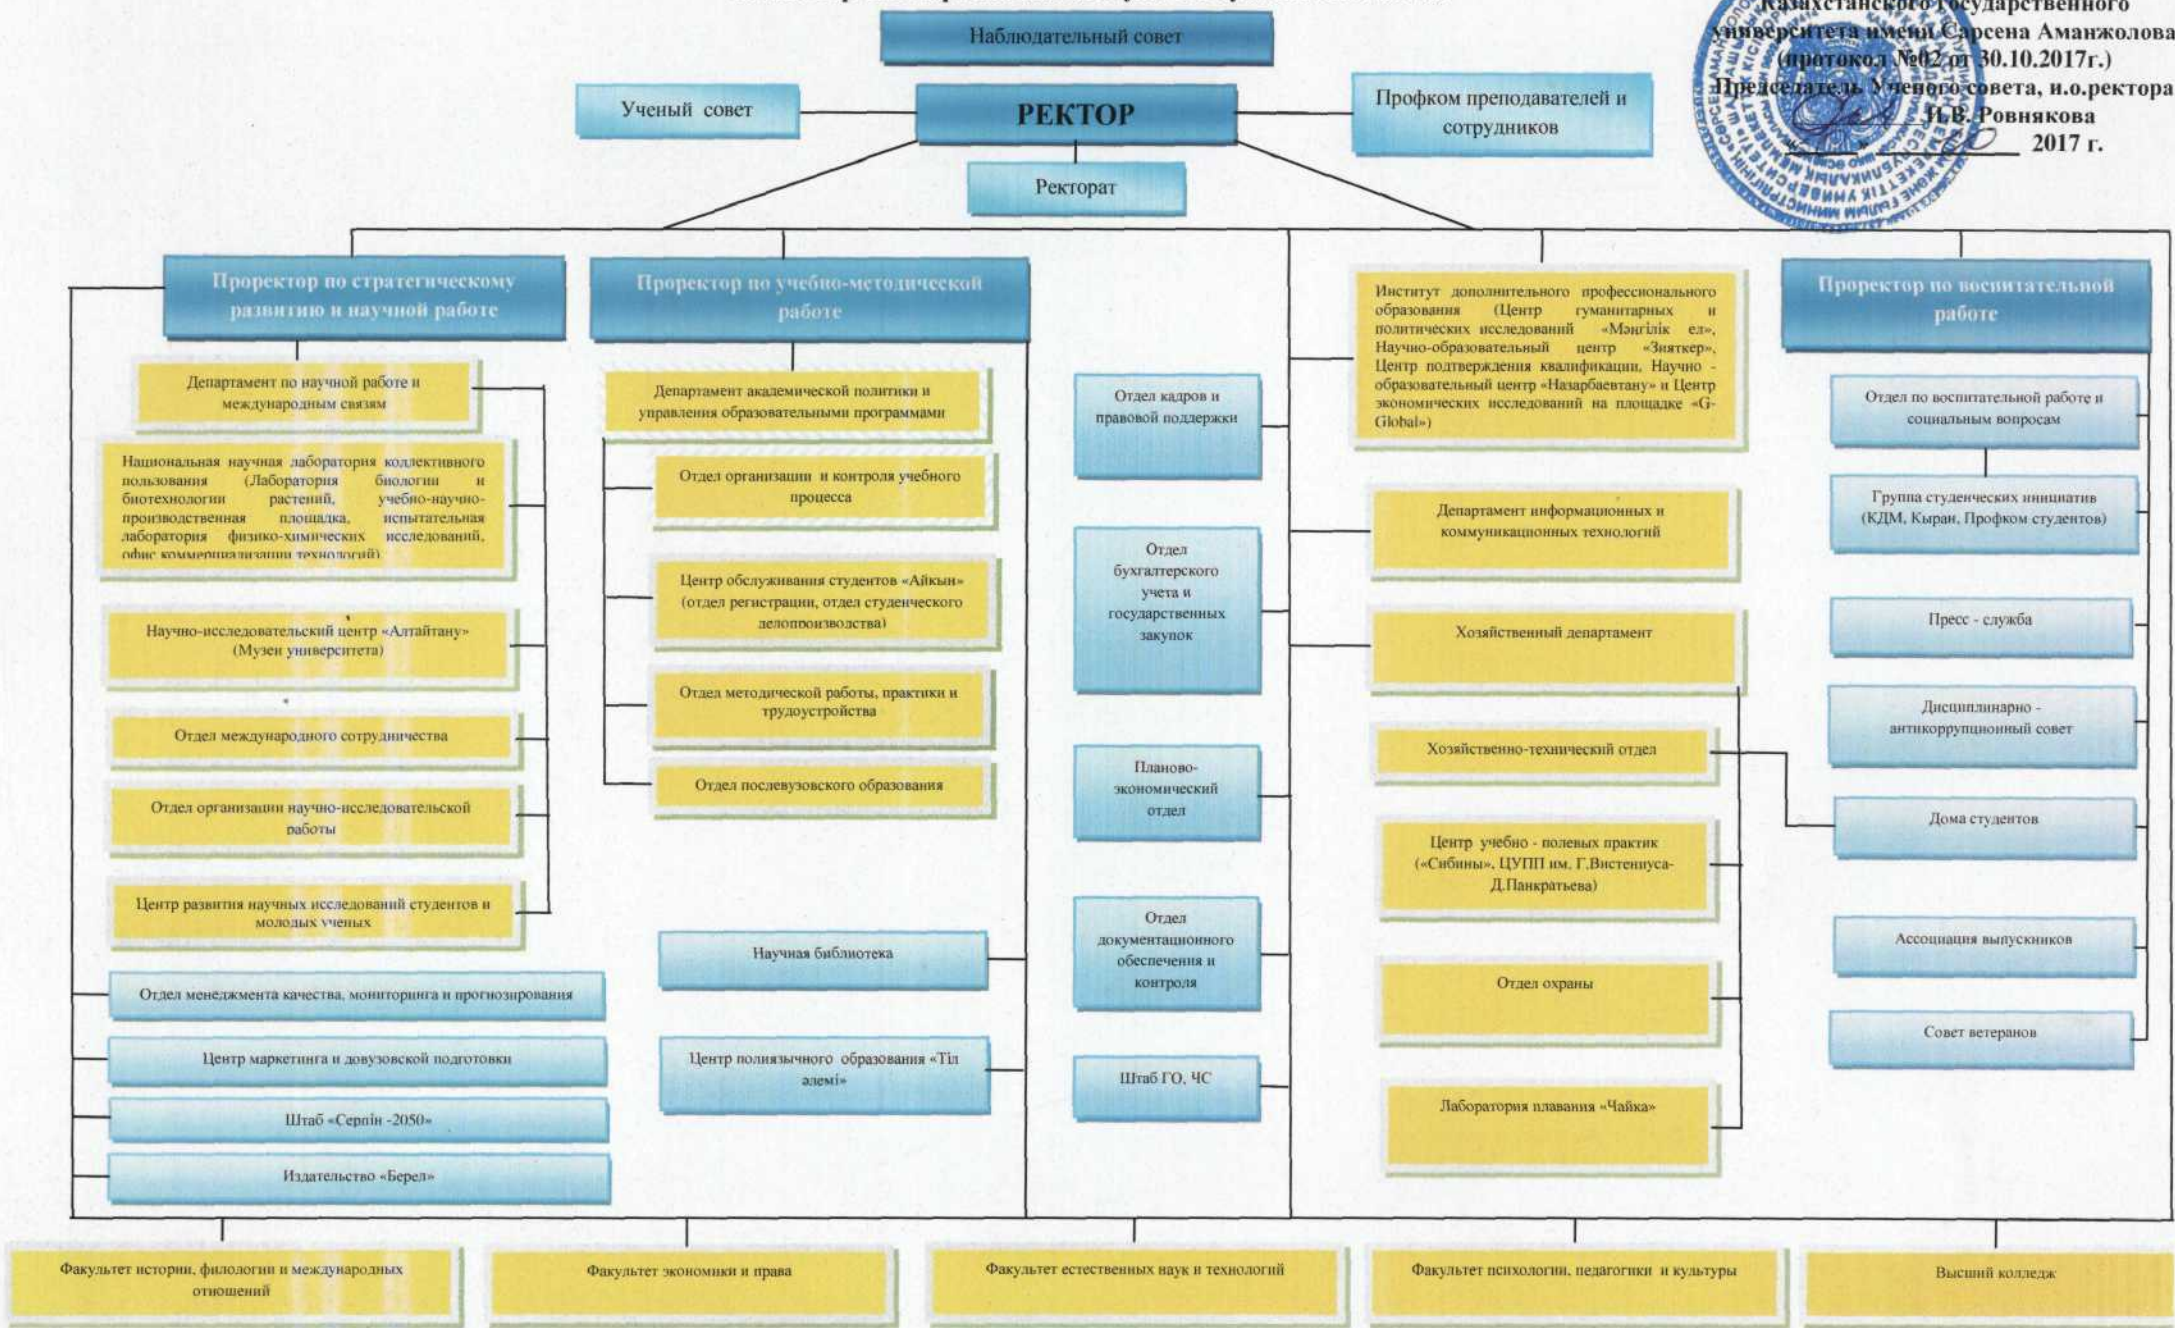 Казахстанского государственного
университета имени Сарсена Аманжолова
(протокол №02 от 30.10.2017г.)
Председатель Ученого совета, и.о.ректора
И.В. Ровнякова
2017 г.
Наблюдательный совет
Ученый совет
РЕКТОР
Профком преподавателей и
сотрудников
Ректорат
Проректор по стратегическому
развитию и научной работе
Департамент по научной работе и
международным связям
Национальная научная лаборатория коллективного
пользования (Лаборатория биологии и
биотехнологии растений, учебно-научно-
производственная площадка, испытательная
лаборатория физико-химических исследований,
офис коммерциализации технологий)
Научно-исследовательский центр «Алтайтану»
(Музеи университета)
Отдел международного сотрудничества
Отдел организации научно-исследовательской
работы
Центр развития научных исследований студентов и
молодых ученых
Отдел менеджмента качества, мониторинга и прогнозирования
Центр маркетинга и довузовской подготовки
Штаб «Серпін -2050»
Издательство «Берел»
Проректор по учебно-методической
работе
Департамент академической политики и
управления образовательными программами
Отдел организации и контроля учебного
процесса
Центр обслуживания студентов «Айкын»
(отдел регистрации, отдел студенческого
делопроизводства)
Отдел методической работы, практики и
трудоустройства
Отдел послевузовского образования
Научная библиотека
Центр полиязычного образования «Тіл
әлемі»
Отдел кадров и
правовой поддержки
Отдел
бухгалтерского
учета и
государственных
закупок
Планово-
экономический
отдел
Отдел
документационного
обеспечения и
контроля
Штаб ГО, ЧС
Институт дополнительного профессионального
образования (Центр гуманитарных и
политических исследований «Мәңгілік ел»,
Научно-образовательный центр «Зияткер»,
Центр подтверждения квалификации, Научно -
образовательный центр «Назарбаевтану» и Центр
экономических исследований на площадке «G-
Global»)
Департамент информационных и
коммуникационных технологий
Хозяйственный департамент
Хозяйственно-технический отдел
Центр учебно - полевых практик
(«Сибины», ЦУПП им. Г.Вистениуса-
Д.Панкратьева)
Отдел охраны
Лаборатория плавания «Чайка»
Проректор по воспитательной
работе
Отдел по воспитательной работе и
социальным вопросам
Группа студенческих инициатив
(КДМ, Кыран, Профком студентов)
Пресс - служба
Дисциплинарно -
антикоррупционный совет
Дома студентов
Ассоциация выпускников
Совет ветеранов
Факультет истории, филологии и международных
отношений
Факультет экономики и права
Факультет естественных наук и технологий
Факультет психологии, педагогики и культуры
Высший колледж